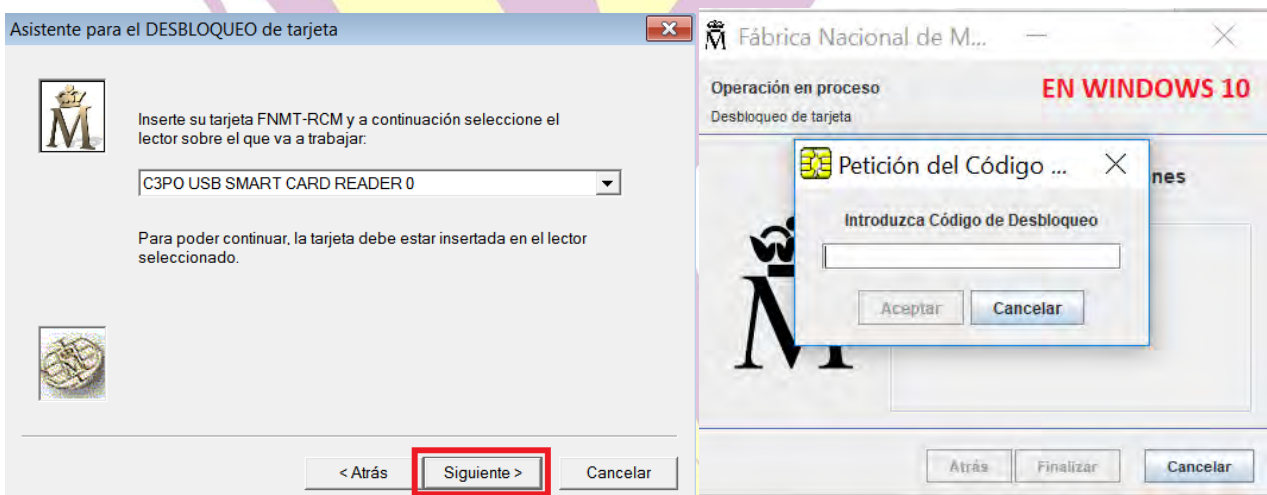 Asistente para el DESBLOQUEO de tarjeta
Inserte su tarjeta FNMT-RCM y a continuación seleccione el
lector sobre el que va a trabajar:
C3PO USB SMART CARD READER 0
Para poder continuar, la tarjeta debe estar insertada en el lector
seleccionado.
< Atrás
Siguiente >
Cancelar
Fábrica Nacional de M...
Operación en proceso
EN WINDOWS 10
Desbloqueo de tarjeta
Petición del Código ...
nes
Introduzca Código de Desbloqueo
Aceptar
Cancelar
Atrás
Finalizar
Cancelar